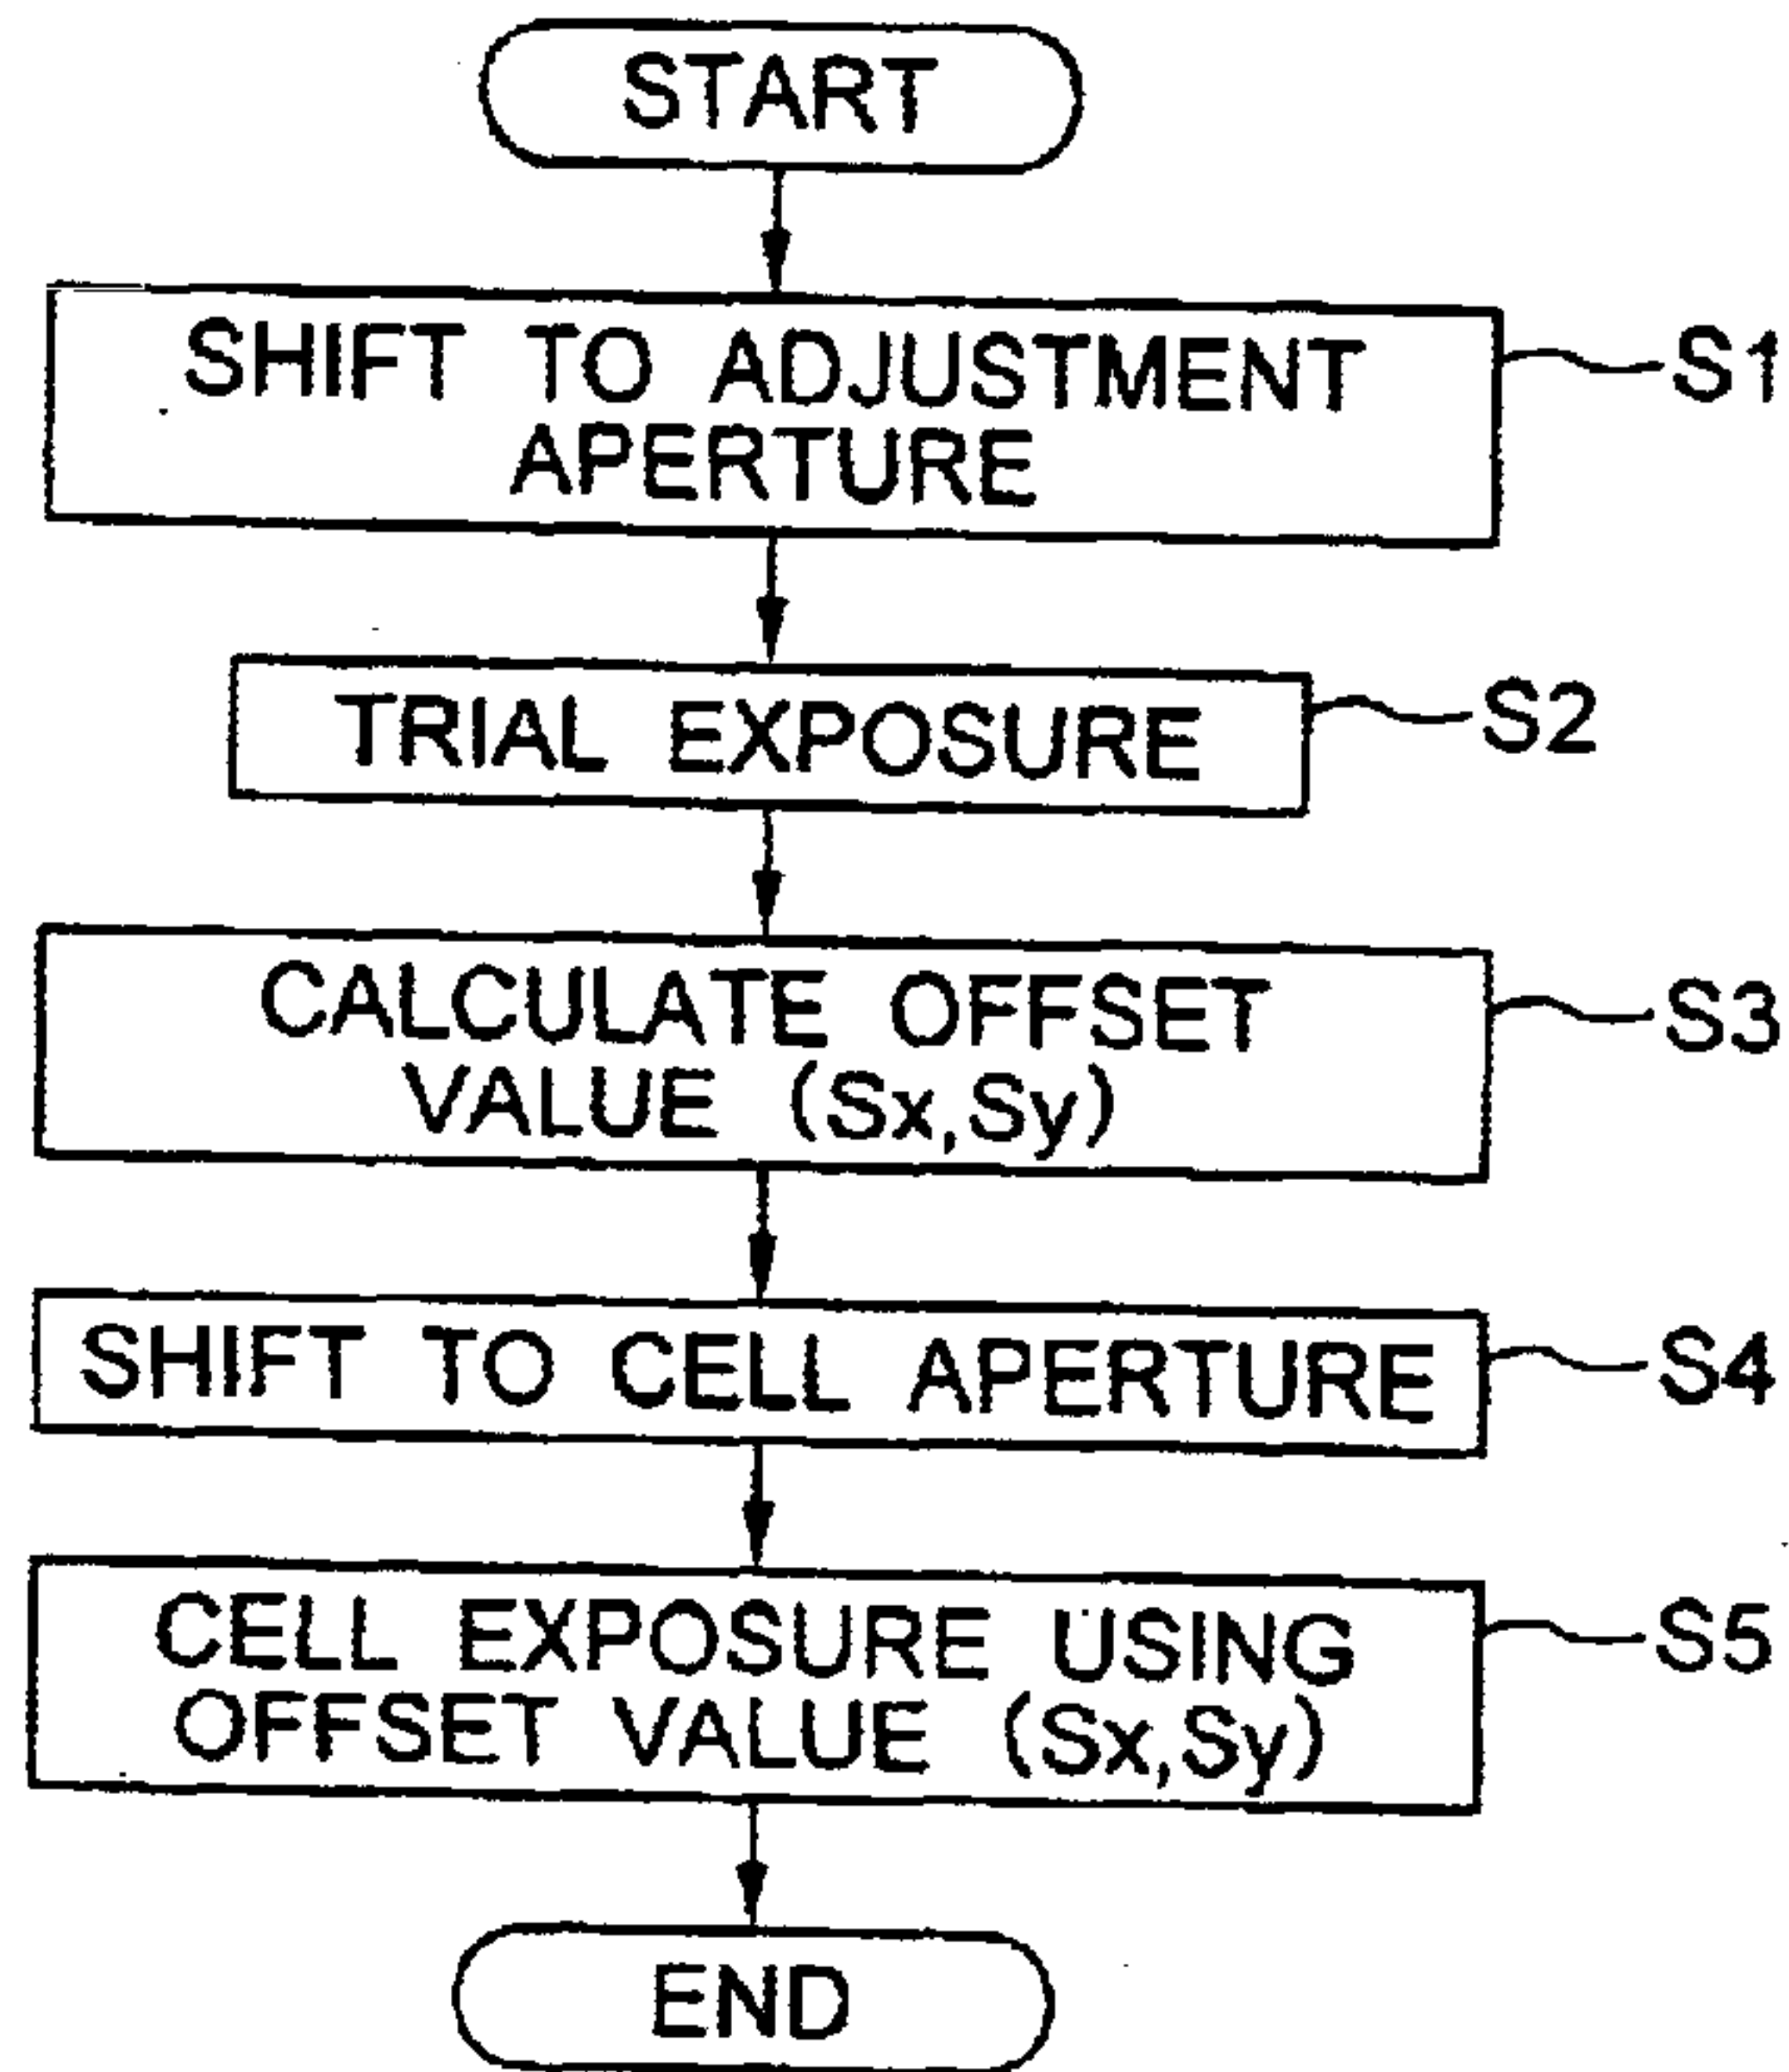 START
SHIFT TO ADJUSTMENT
APERTURE
S1
TRIAL EXPOSURE
S2
CALCULATE OFFSET
VALUE (Sx,Sy)
S3
SHIFT TO CELL APERTURE
S4
CELL EXPOSURE USING
OFFSET VALUE (Sx,Sy)
S5
END